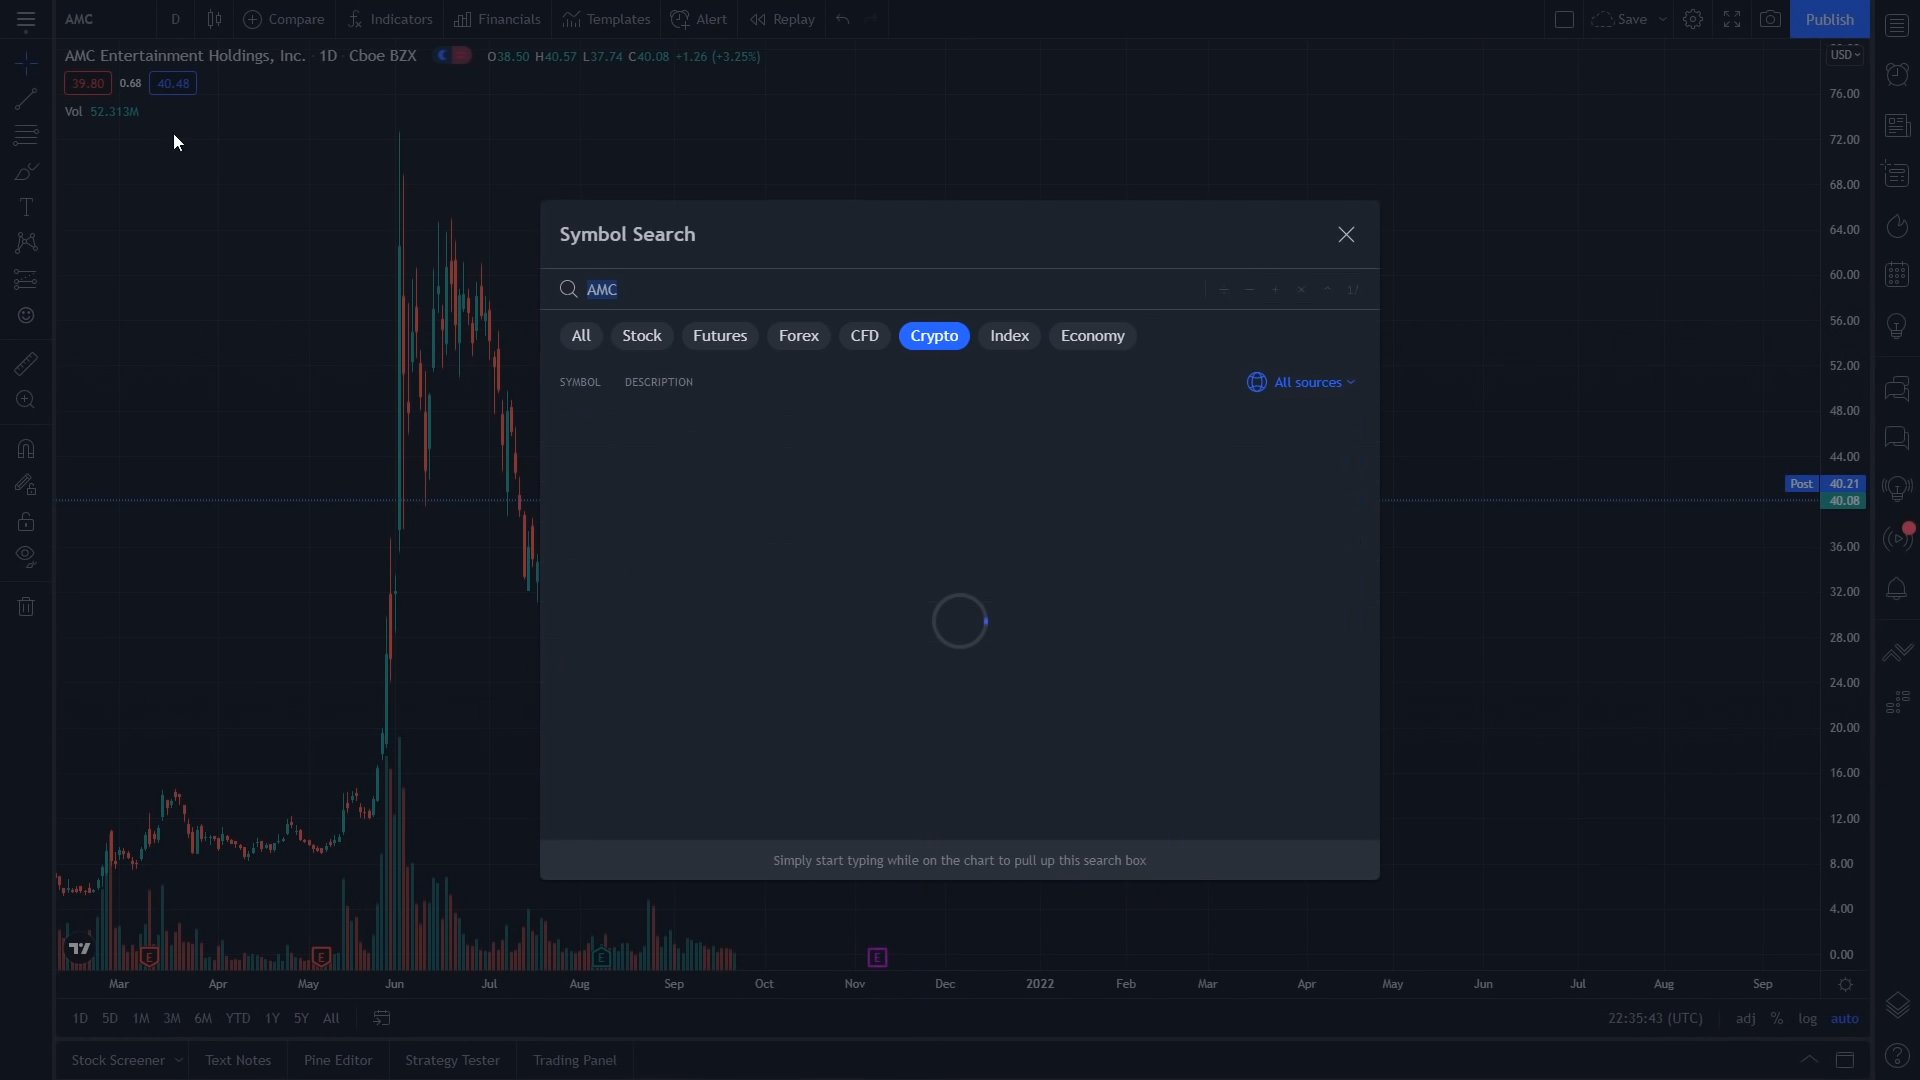 AMC D Compare Indicators Financials Templates Alert Replay Save Publish
AMC Entertainment Holdings, Inc. · 1D · Cboe BZX O38.50 H40.57 L37.74 C40.08 +1.26 (+3.25%)
USD
39.80 0.68 40.48
Vol 52.313M
76.00
72.00
68.00
64.00
60.00
56.00
52.00
48.00
44.00
Post 40.21
40.08
36.00
32.00
28.00
24.00
20.00
16.00
12.00
8.00
4.00
0.00
Symbol Search
AMC
All Stock Futures Forex CFD Crypto Index Economy
SYMBOL DESCRIPTION All sources
Simply start typing while on the chart to pull up this search box
E E E E
Mar Apr May Jun Jul Aug Sep Oct Nov Dec 2022 Feb Mar Apr May Jun Jul Aug Sep
1D 5D 1M 3M 6M YTD 1Y 5Y All 22:35:43 (UTC) adj % log auto
Stock Screener Text Notes Pine Editor Strategy Tester Trading Panel